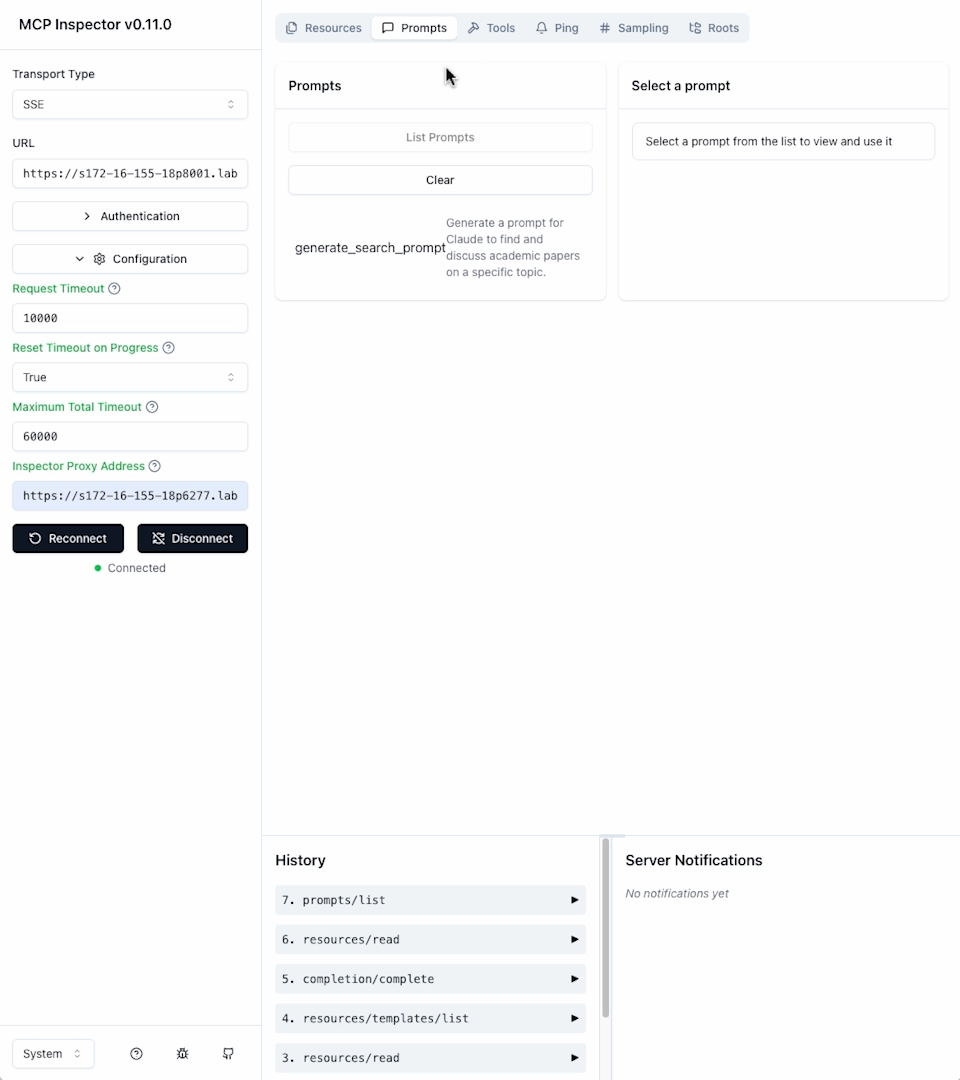 MCP Inspector v0.11.0
Transport Type
SSE
URL
https://s172-16-155-18p8001.lab
Authentication
Configuration
Request Timeout
10000
Reset Timeout on Progress
True
Maximum Total Timeout
60000
Inspector Proxy Address
https://s172-16-155-18p6277.lab
Reconnect
Disconnect
Connected
System
Resources
Prompts
Tools
Ping
Sampling
Roots
Prompts
List Prompts
Clear
generate_search_prompt
Generate a prompt for
Claude to find and
discuss academic papers
on a specific topic.
Select a prompt
Select a prompt from the list to view and use it
History
7. prompts/list
6. resources/read
5. completion/complete
4. resources/templates/list
3. resources/read
Server Notifications
No notifications yet